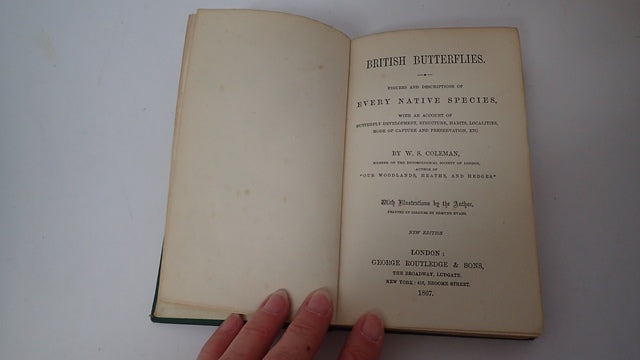 BRITISH BUTTERFLIES.
FIGURES AND DESCRIPTIONS OF
EVERY NATIVE SPECIES,
WITH AN ACCOUNT OF
BUTTERFLY DEVELOPMENT, STRUCTURE, HABITS, LOCALITIES,
MODE OF CAPTURE AND PRESERVATION, ETC.
BY W. S. COLEMAN,
MEMBER OF THE ENTOMOLOGICAL SOCIETY OF LONDON,
AUTHOR OF
"OUR WOODLANDS, HEATHS, AND HEDGES."
With Illustrations by the Author.
PRINTED IN COLOURS BY EDMUND EVANS.
NEW EDITION
LONDON:
GEORGE ROUTLEDGE & SONS,
THE BROADWAY, LUDGATE.
NEW YORK: 416, BROOME STREET.
1867.